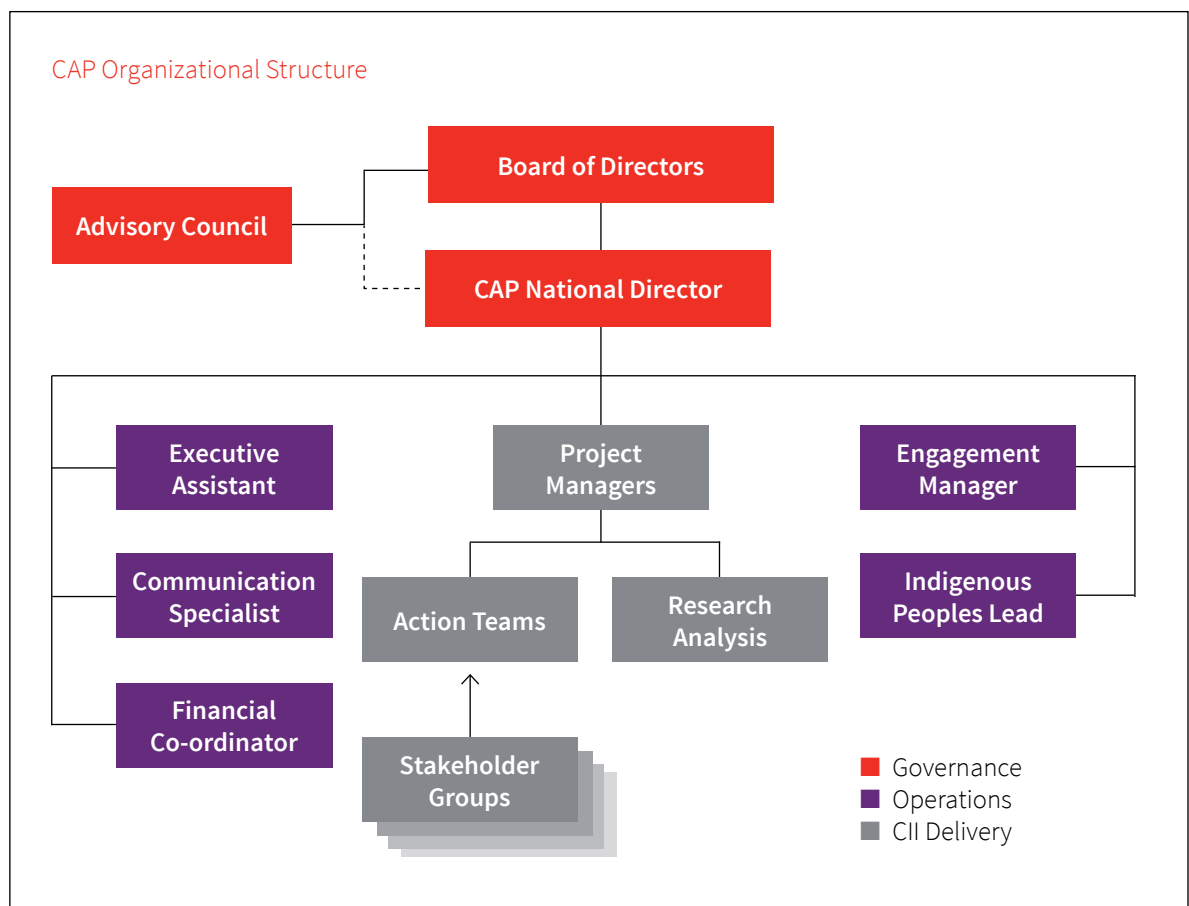 CAP Organizational Structure
Board of Directors
Advisory Council
CAP National Director
Executive
Assistant
Project
Managers
Engagement
Manager
Communication
Specialist
Action Teams
Research
Analysis
Indigenous
Peoples Lead
Financial
Co-ordinator
Stakeholder
Groups
Governance
Operations
CII Delivery